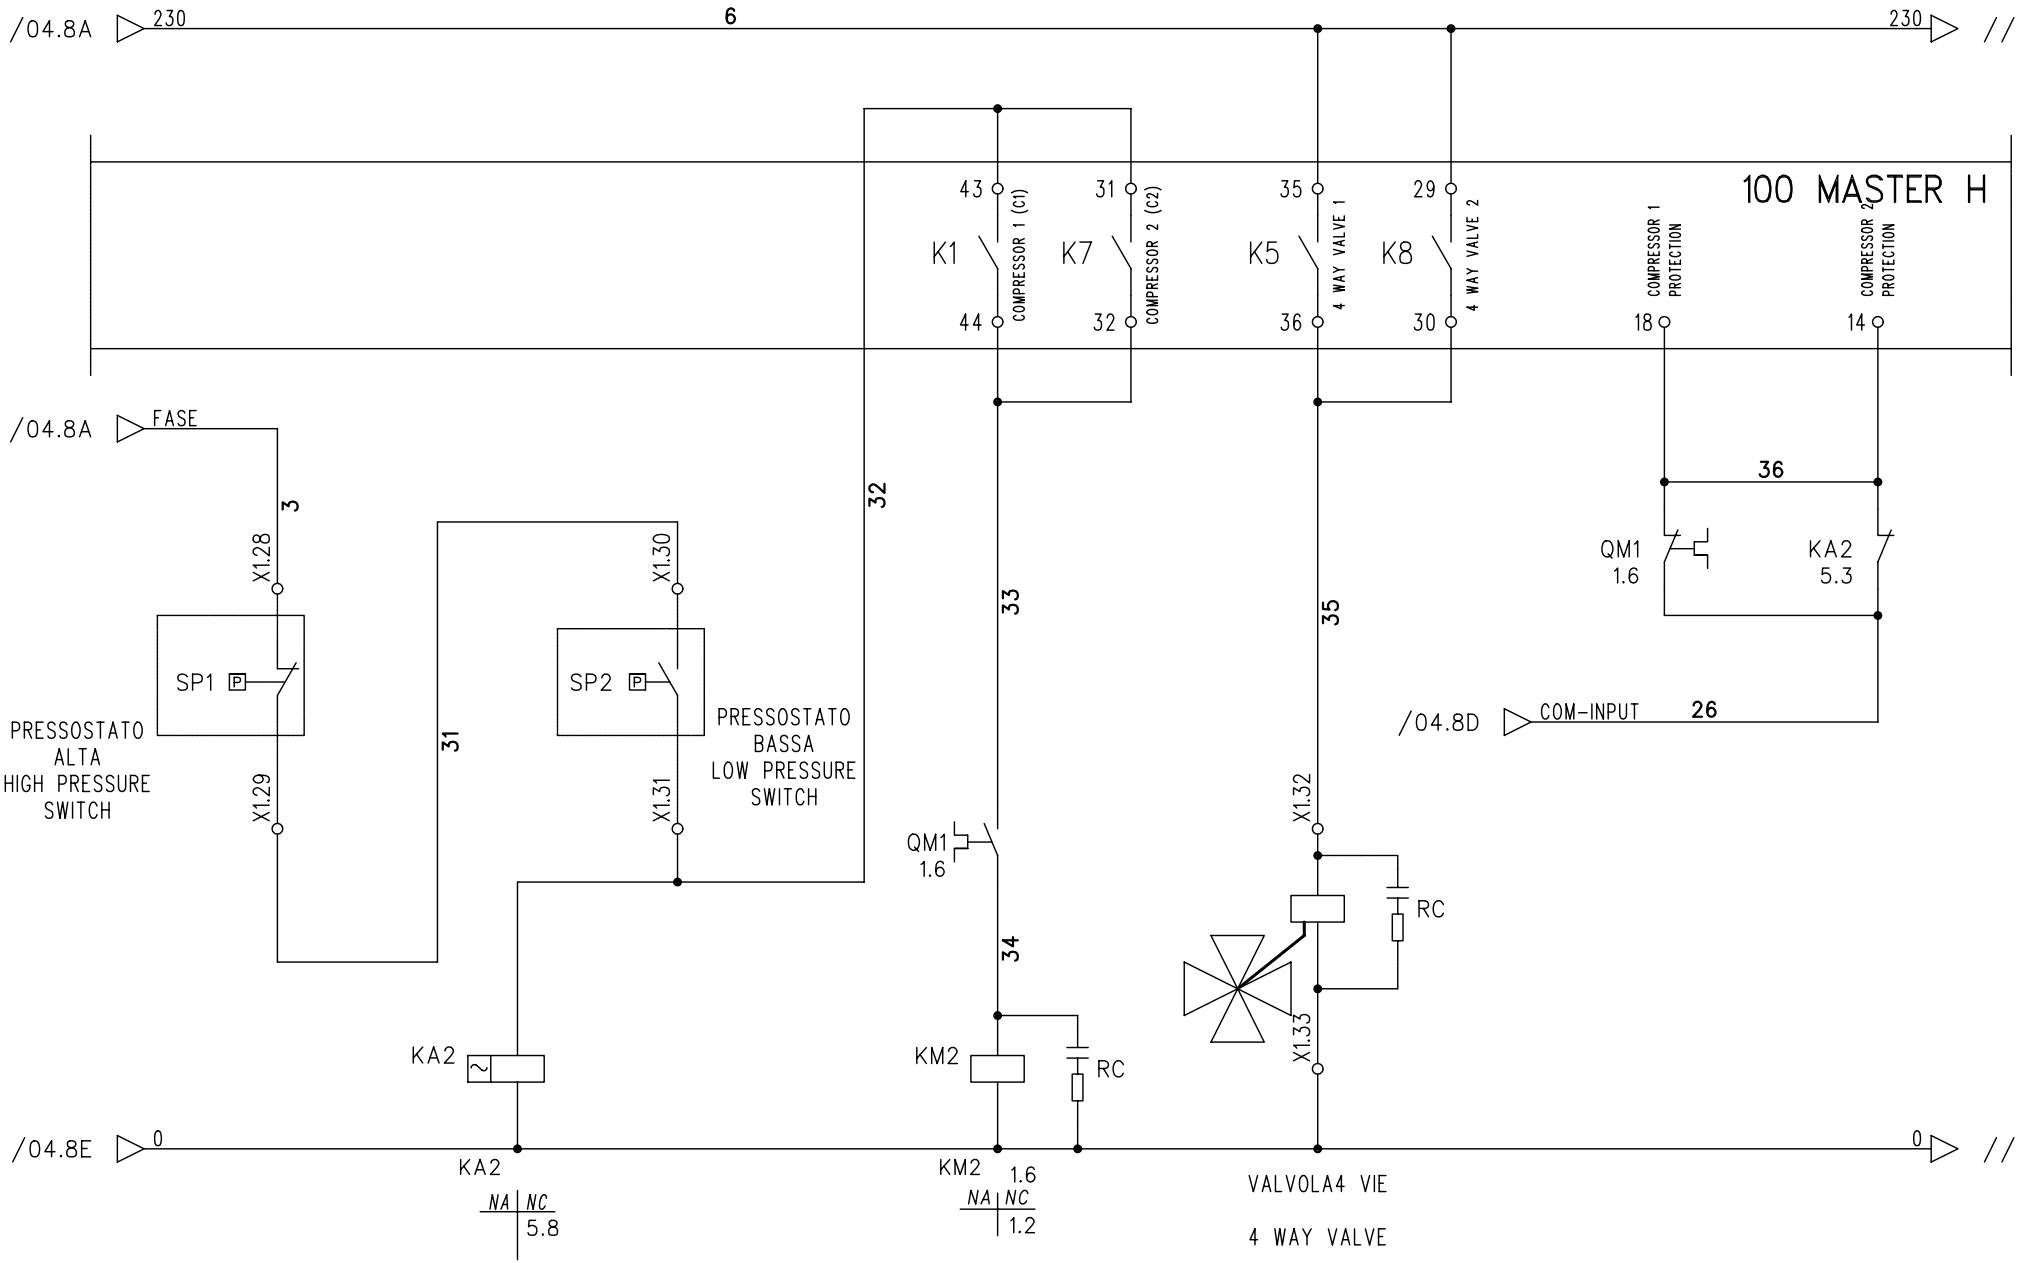 /04.8A
230
6
230
//
100 MASTER H
43
K1
44
COMPRESSOR 1 (C1)
31
K7
32
COMPRESSOR 2 (C2)
35
K5
36
4 WAY VALVE 1
29
K8
30
4 WAY VALVE 2
COMPRESSOR 1
PROTECTION
18
COMPRESSOR 2
PROTECTION
14
/04.8A
FASE
3
X1.28
SP1
P
PRESSOSTATO
ALTA
HIGH PRESSURE
SWITCH
X1.29
31
X1.30
SP2
P
PRESSOSTATO
BASSA
LOW PRESSURE
SWITCH
X1.31
32
33
QM1
1.6
34
35
X1.32
RC
X1.33
36
QM1
1.6
KA2
5.3
/04.8D
COM-INPUT
26
KA2
~
KM2
RC
/04.8E
0
0
//
KA2
NA NC
5.8
KM2
1.6
NA NC
1.2
VALVOLA4 VIE
4 WAY VALVE